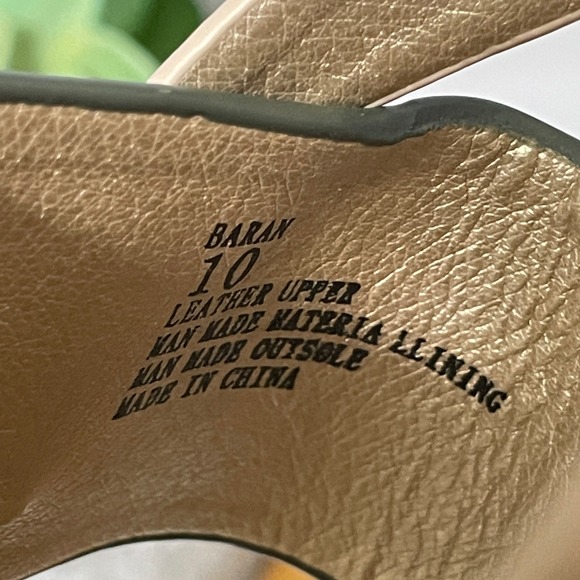 BARAN
10
LEATHER UPPER
MAN MADE MATERIA LLINING
MAN MADE OUTSOLE
MADE IN CHINA